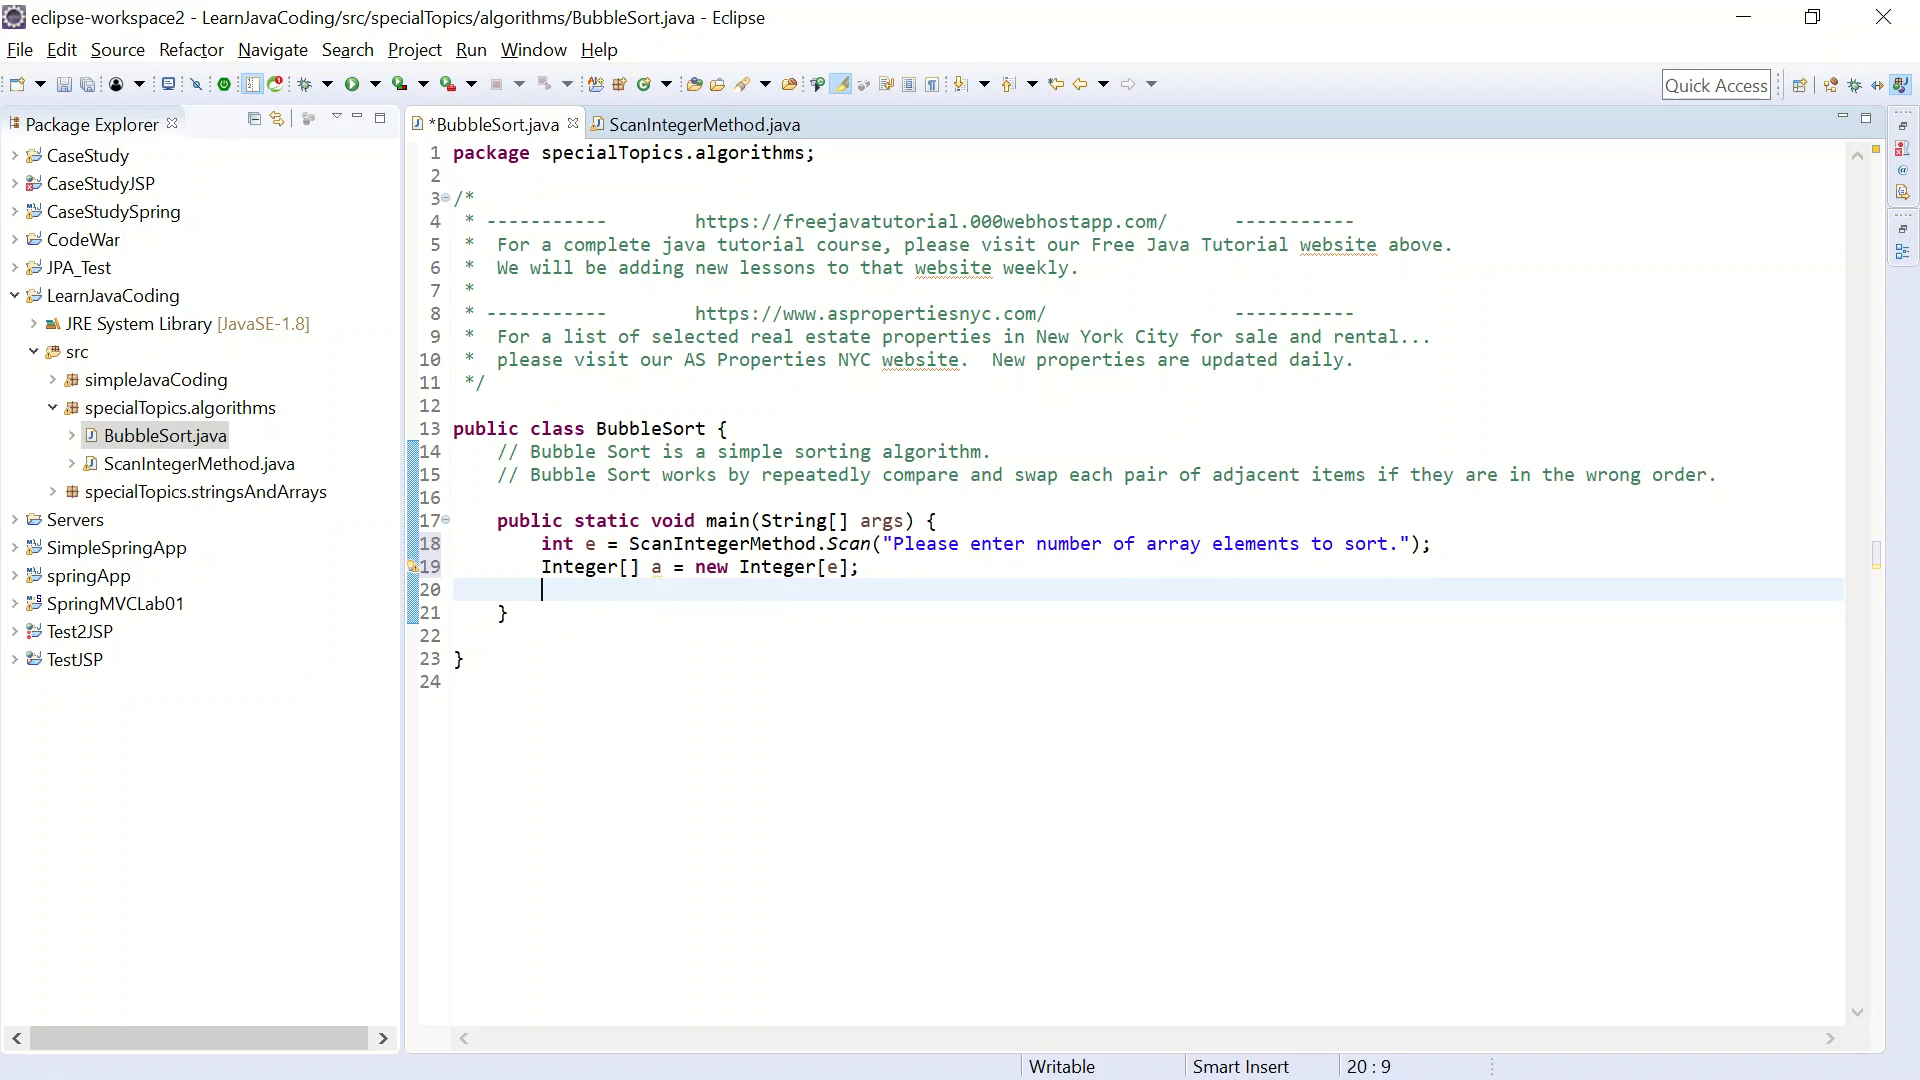 eclipse-workspace2 - LearnJavaCoding/src/specialTopics/algorithms/BubbleSort.java - Eclipse
File Edit Source Refactor Navigate Search Project Run Window Help
Quick Access
Package Explorer
*BubbleSort.java
ScanIntegerMethod.java
CaseStudy
CaseStudyJSP
CaseStudySpring
CodeWar
JPA_Test
LearnJavaCoding
JRE System Library [JavaSE-1.8]
src
simpleJavaCoding
specialTopics.algorithms
BubbleSort.java
ScanIntegerMethod.java
specialTopics.stringsAndArrays
Servers
SimpleSpringApp
springApp
SpringMVCLab01
Test2JSP
TestJSP
1 package specialTopics.algorithms;
2
3 /*
4 * ----------- https://freejavatutorial.000webhostapp.com/ -----------
5 * For a complete java tutorial course, please visit our Free Java Tutorial website above.
6 * We will be adding new lessons to that website weekly.
7 *
8 * ----------- https://www.aspropertiesnyc.com/ -----------
9 * For a list of selected real estate properties in New York City for sale and rental...
10 * please visit our AS Properties NYC website. New properties are updated daily.
11 */
12
13 public class BubbleSort {
14 // Bubble Sort is a simple sorting algorithm.
15 // Bubble Sort works by repeatedly compare and swap each pair of adjacent items if they are in the wrong order.
16
17 public static void main(String[] args) {
18 int e = ScanIntegerMethod.Scan("Please enter number of array elements to sort.");
19 Integer[] a = new Integer[e];
20
21 }
22
23 }
24
Writable
Smart Insert
20 : 9